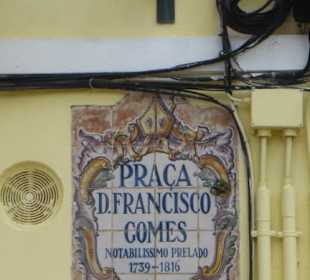 PRAÇA
D. FRANCISCO
GOMES
NOTABILISSIMO PRELADO
1739-1816